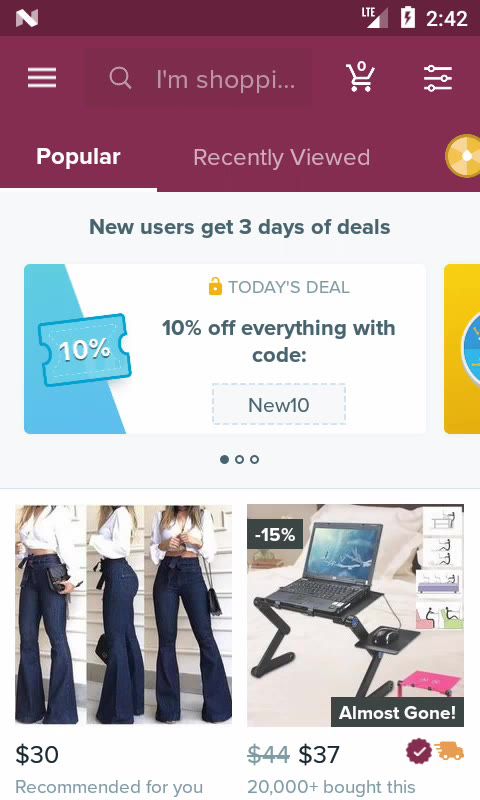 LTE
2:42
I'm shoppi...
0
Popular
Recently Viewed
New users get 3 days of deals
TODAY'S DEAL
10%
10% off everything with
code:
New10
-15%
Almost Gone!
$30
$44 $37
Recommended for you
20,000+ bought this